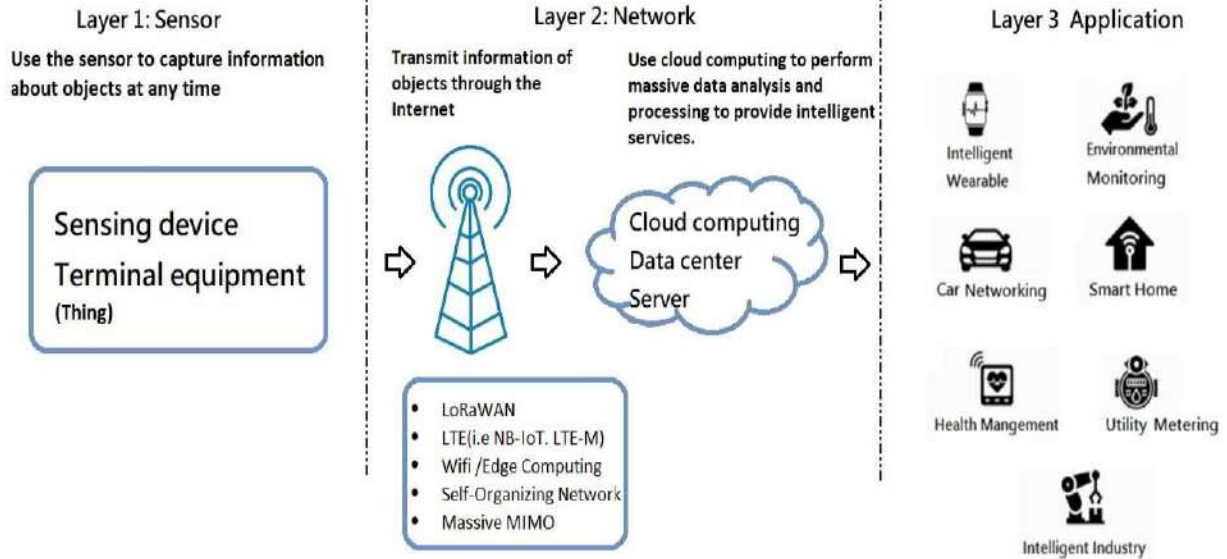 Layer 1: Sensor
Use the sensor to capture information
about objects at any time
Sensing device
Terminal equipment
(Thing)
Layer 2: Network
Transmit information of
objects through the
Internet
Use cloud computing to perform
massive data analysis and
processing to provide intelligent
services.
Cloud computing
Data center
Server
• LoRaWAN
• LTE(i.e NB-IoT. LTE-M)
• Wifi /Edge Computing
• Self-Organizing Network
• Massive MIMO
Layer 3 Application
Intelligent
Wearable
Environmental
Monitoring
Car Networking
Smart Home
Health Mangement
Utility Metering
Intelligent Industry